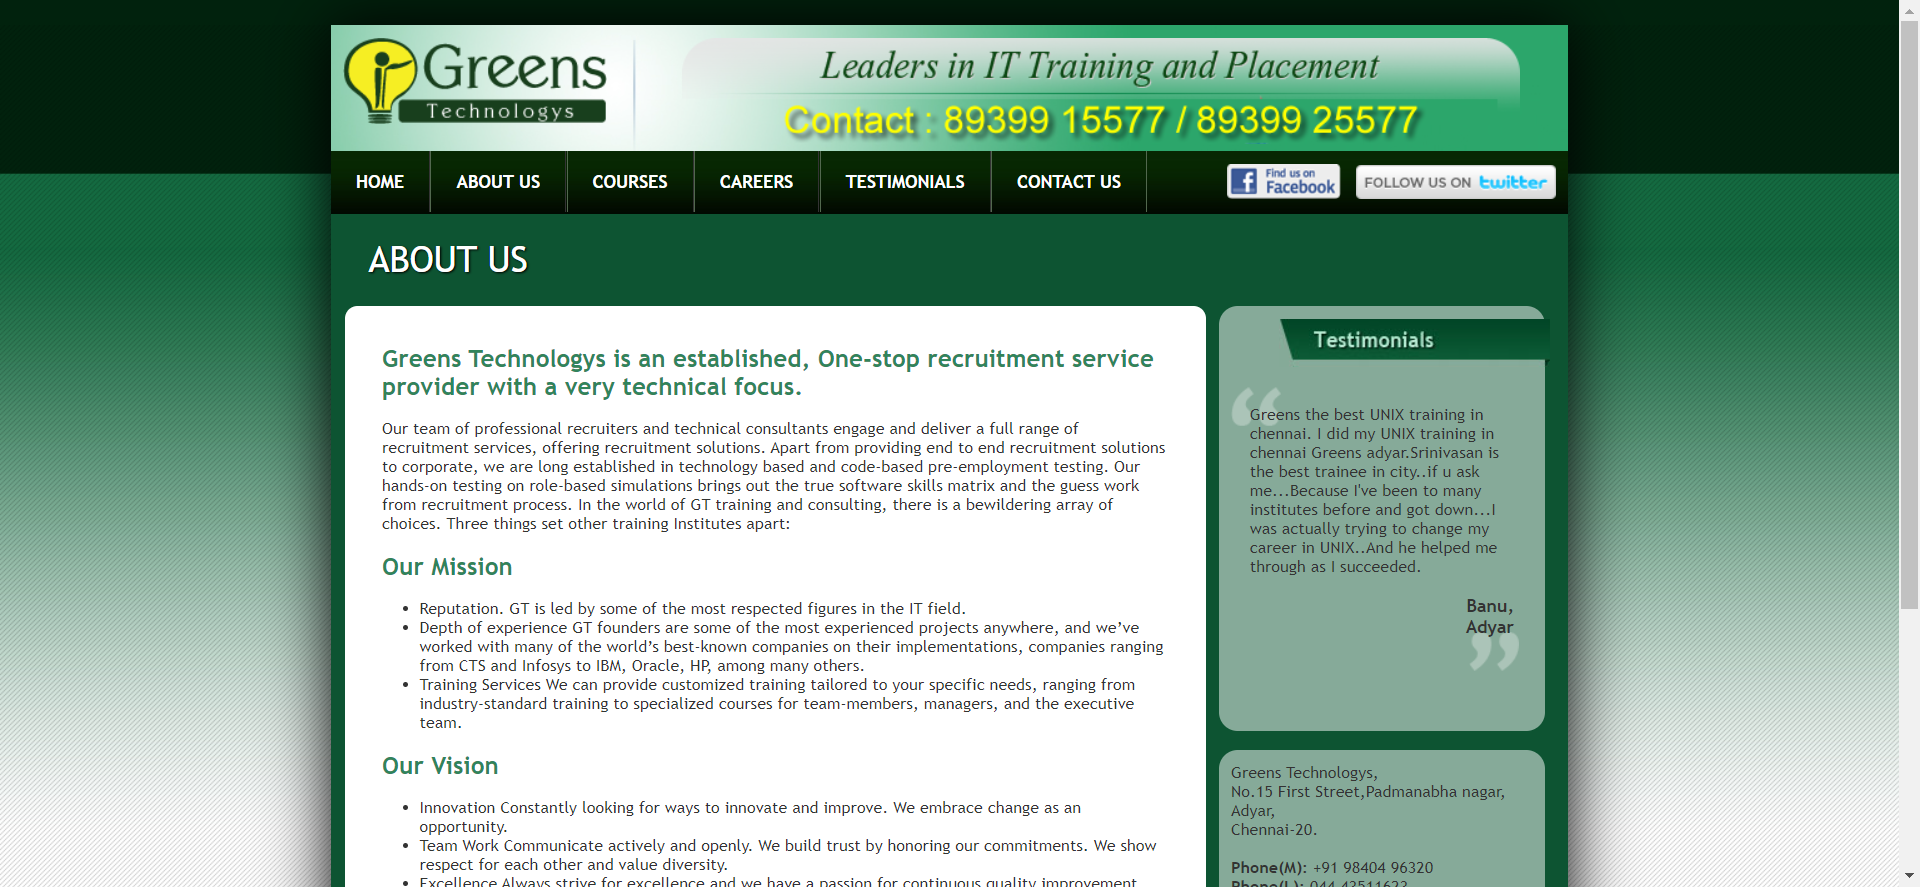 Greens
Technologys
Leaders in IT Training and Placement
Contact : 89399 15577 / 89399 25577
HOME
ABOUT US
COURSES
CAREERS
TESTIMONIALS
CONTACT US
Find us on
Facebook
FOLLOW US ON twitter
ABOUT US
Greens Technologys is an established, One-stop recruitment service
provider with a very technical focus.
Our team of professional recruiters and technical consultants engage and deliver a full range of
recruitment services, offering recruitment solutions. Apart from providing end to end recruitment solutions
to corporate, we are long established in technology based and code-based pre-employment testing. Our
hands-on testing on role-based simulations brings out the true software skills matrix and the guess work
from recruitment process. In the world of GT training and consulting, there is a bewildering array of
choices. Three things set other training Institutes apart:
Our Mission
• Reputation. GT is led by some of the most respected figures in the IT field.
• Depth of experience GT founders are some of the most experienced projects anywhere, and we’ve
worked with many of the world’s best-known companies on their implementations, companies ranging
from CTS and Infosys to IBM, Oracle, HP, among many others.
• Training Services We can provide customized training tailored to your specific needs, ranging from
industry-standard training to specialized courses for team-members, managers, and the executive
team.
Our Vision
• Innovation Constantly looking for ways to innovate and improve. We embrace change as an
opportunity.
• Team Work Communicate actively and openly. We build trust by honoring our commitments. We show
respect for each other and value diversity.
• Excellence Always strive for excellence and we have a passion for continuous quality improvement
Testimonials
“
Greens the best UNIX training in
chennai. I did my UNIX training in
chennai Greens adyar.Srinivasan is
the best trainee in city..if u ask
me...Because I've been to many
institutes before and got down...I
was actually trying to change my
career in UNIX..And he helped me
through as I succeeded.
Banu,
Adyar
”
Greens Technologys,
No.15 First Street,Padmanabha nagar,
Adyar,
Chennai-20.
Phone(M): +91 98404 96320
Phone(L): 044 42511623